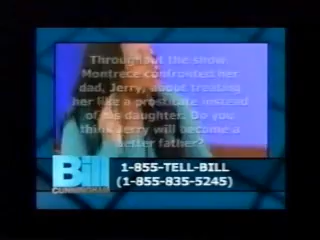 Throughout the show
Montrece confronted her
dad, Jerry, about treating
her like a prostitute instead
of his daughter. Do you
think Jerry will become a
better father?
Bill
CUNNINGHAM
1-855-TELL-BILL
(1-855-835-5245)